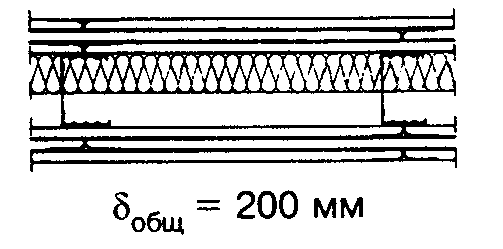 δобщ = 200 мм